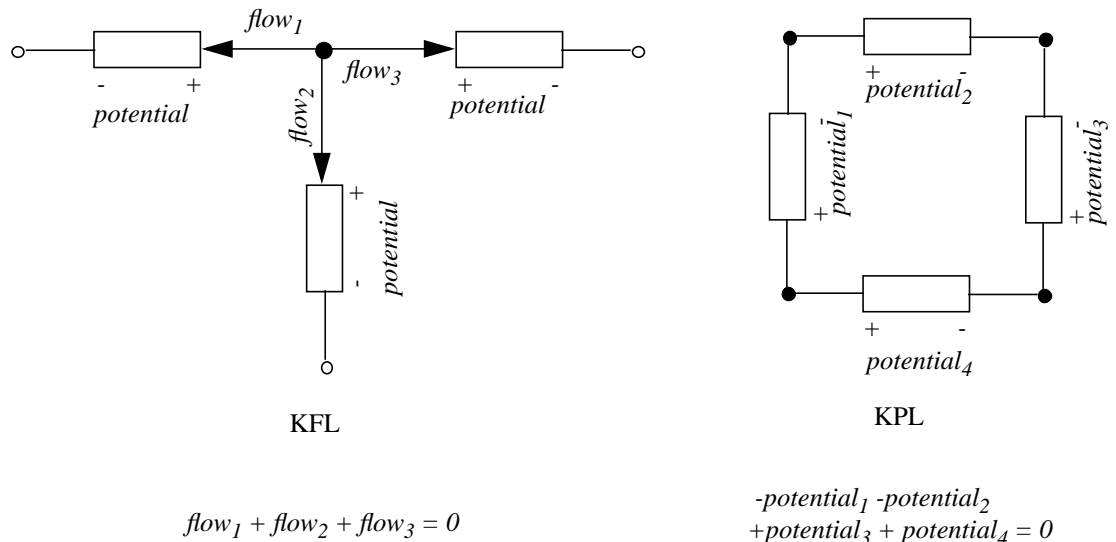 flow1
flow3
flow2
- +
potential
+ -
potential
+
-
potential
KFL
flow1 + flow2 + flow3 = 0
+ -
potential2
-
+
potential1
-
+
potential3
+ -
potential4
KPL
-potential1 -potential2
+potential3 + potential4 = 0